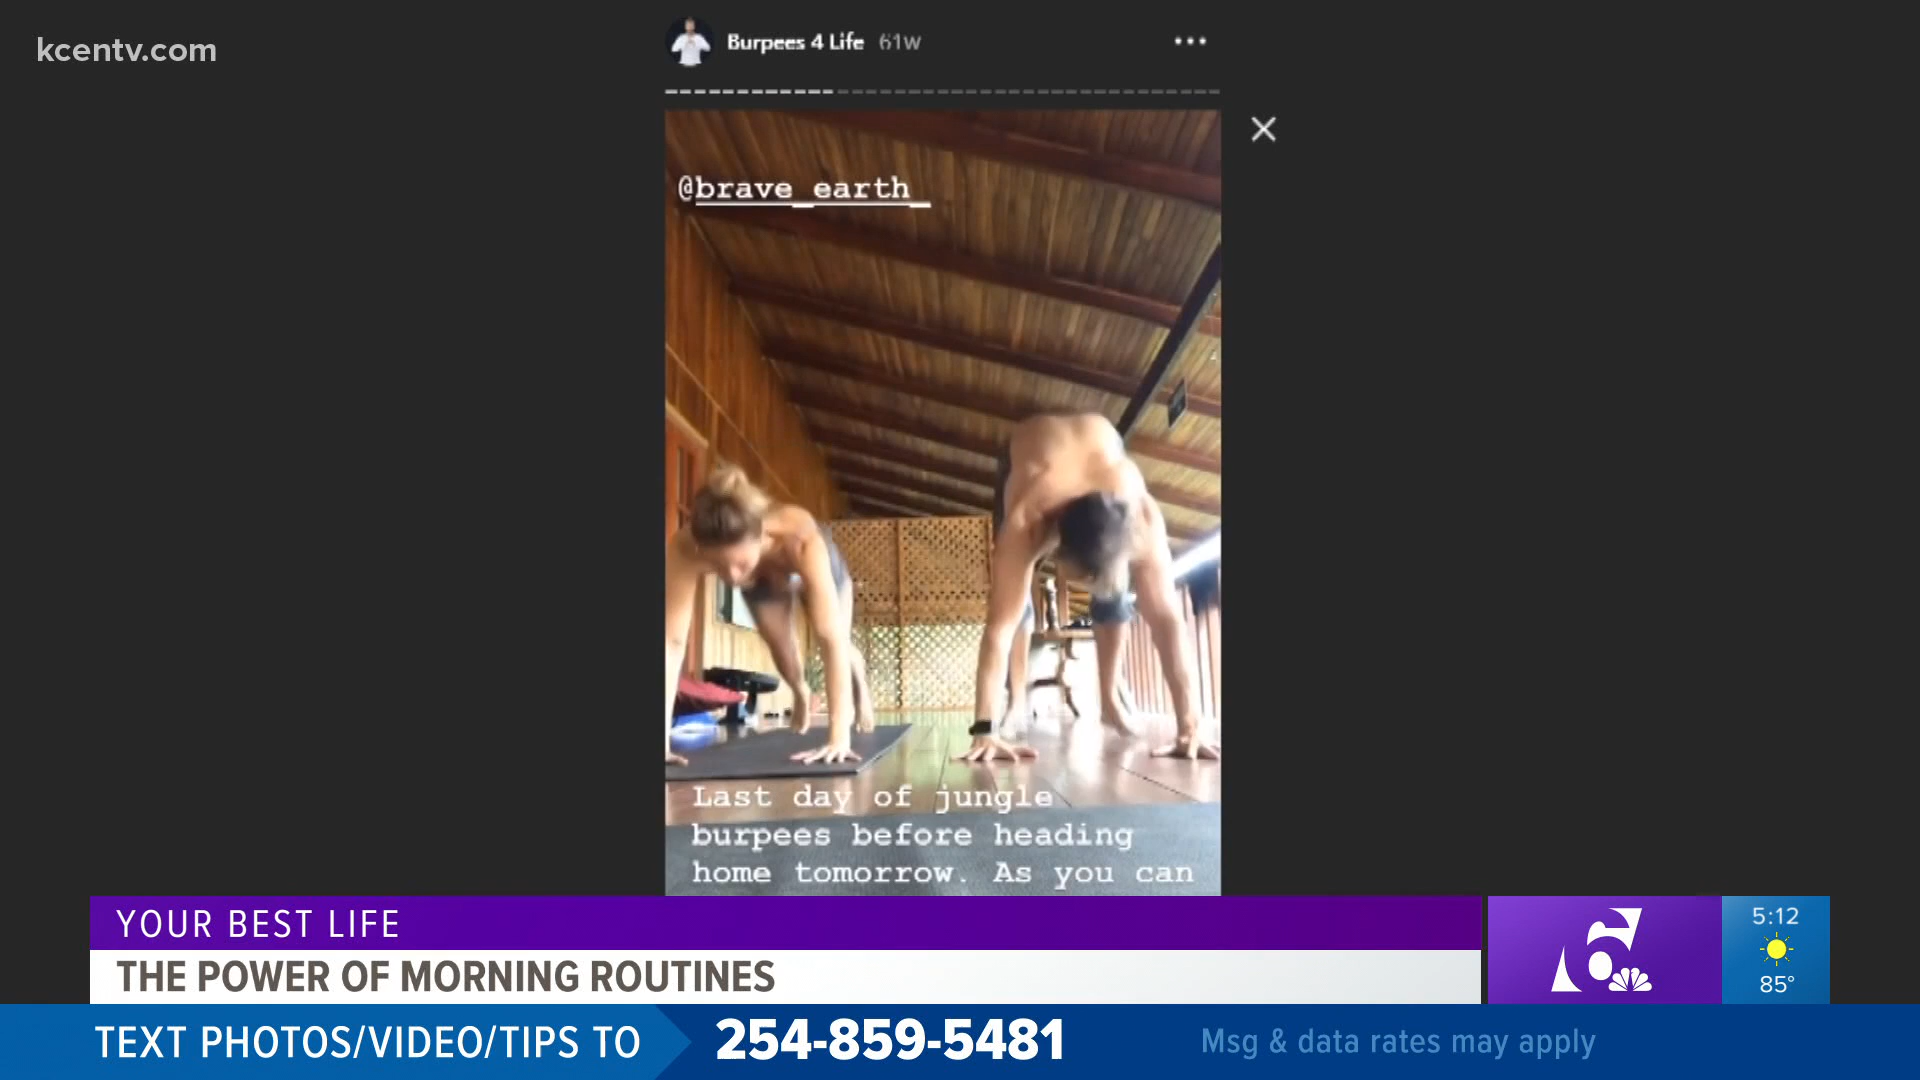 kcentv.com
Burpees 4 Life 61w
@brave_earth_
Last day of jungle
burpees before heading
home tomorrow. As you can
YOUR BEST LIFE
THE POWER OF MORNING ROUTINES
6
5:12
85°
TEXT PHOTOS/VIDEO/TIPS TO
254-859-5481
Msg & data rates may apply